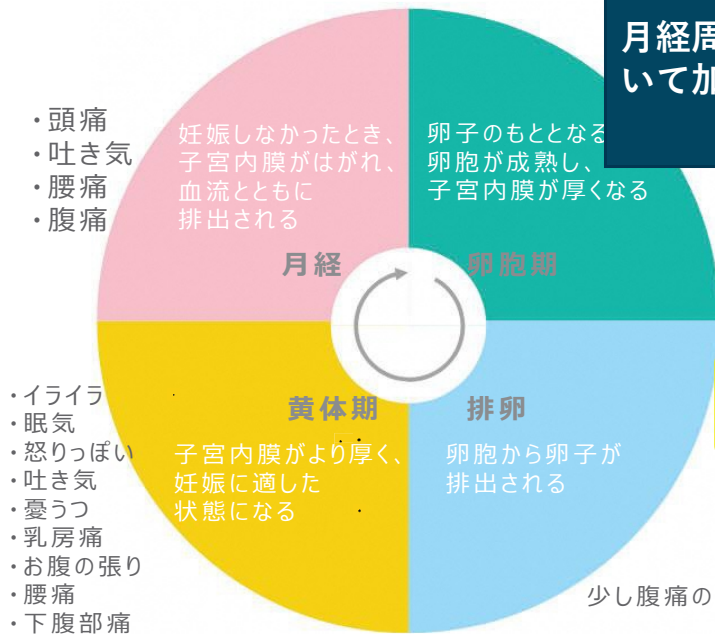 月経周
いて加
・頭痛
・吐き気
・腰痛
・腹痛
妊娠しなかったとき、
子宮内膜がはがれ、
血流とともに
排出される
月経
卵子のもととなる
卵胞が成熟し、
子宮内膜が厚くなる
卵胞期
・イライラ
・眠気
・怒りっぽい
・吐き気
・憂うつ
・乳房痛
・お腹の張り
・腰痛
・下腹部痛
黄体期
子宮内膜がより厚く、
妊娠に適した
状態になる
排卵
卵胞から卵子が
排出される
少し腹痛の